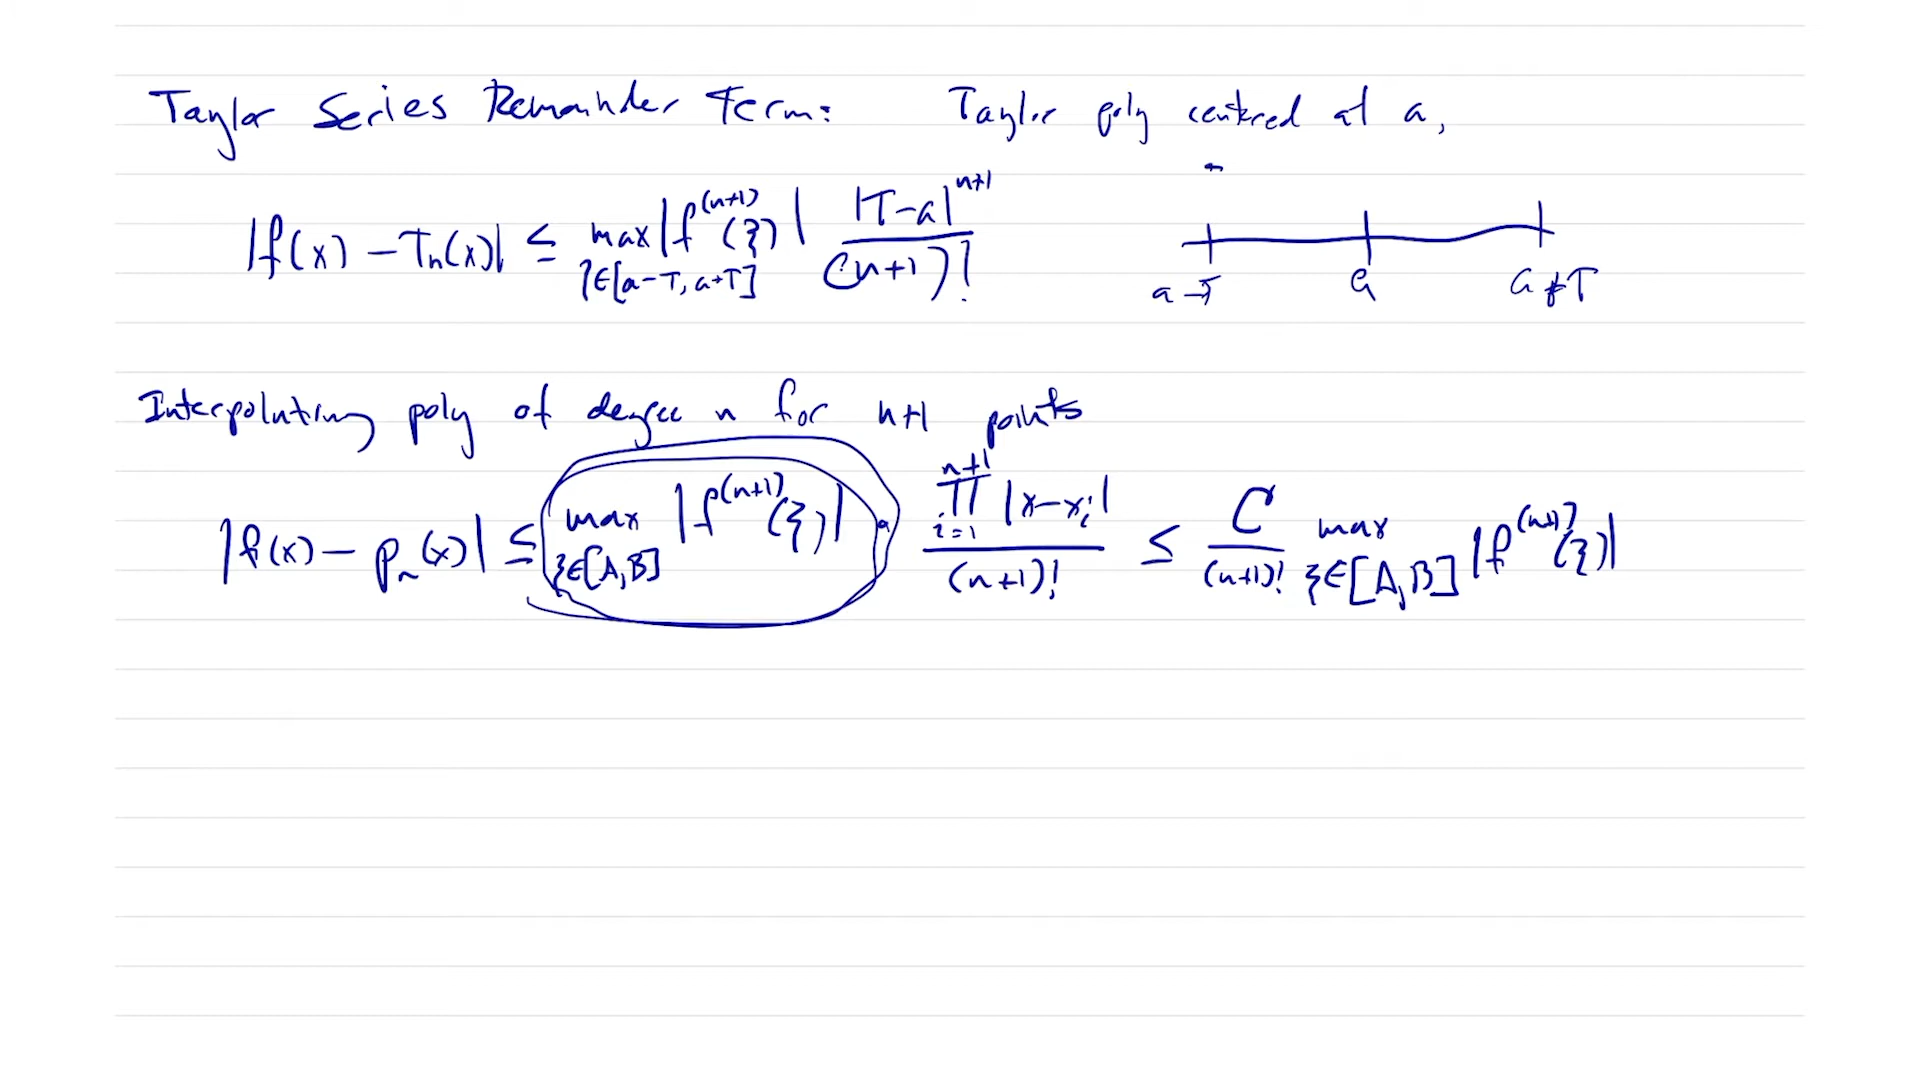 Taylor Series Remainder Term: Taylor poly centred at a,
|f(x) - Tₙ(x)| ≤ max |f⁽ⁿ⁺¹⁾(ξ)| |T-a|ⁿ⁺¹ / (n+1)!
ξ∈[a-T, a+T]
a-T a a+T
Interpolating poly of degree n for n+1 points
|f(x) - pₙ(x)| ≤ max |f⁽ⁿ⁺¹⁾(ξ)| · ∏ |x-xᵢ| / (n+1)! ≤ C / (n+1)! max |f⁽ⁿ⁺¹⁾(ξ)|
ξ∈[A,B] n+1 i=1 ξ∈[A,B]